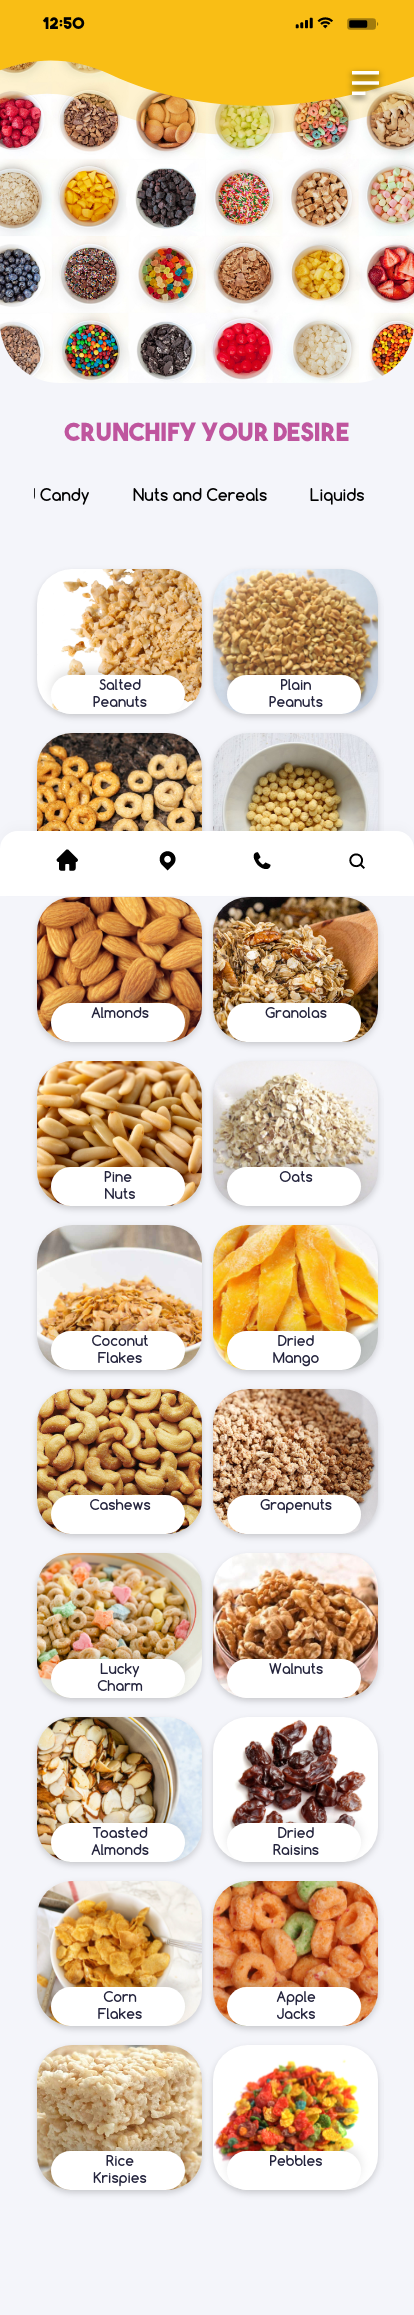 12:50
CRUNCHIFY YOUR DESIRE
Candy Nuts and Cereals Liquids
Salted
Peanuts
Plain
Peanuts
Almonds
Granolas
Pine
Nuts
Oats
Coconut
Flakes
Dried
Mango
Cashews
Grapenuts
Lucky
Charm
Walnuts
Toasted
Almonds
Dried
Raisins
Corn
Flakes
Apple
Jacks
Rice
Krispies
Pebbles